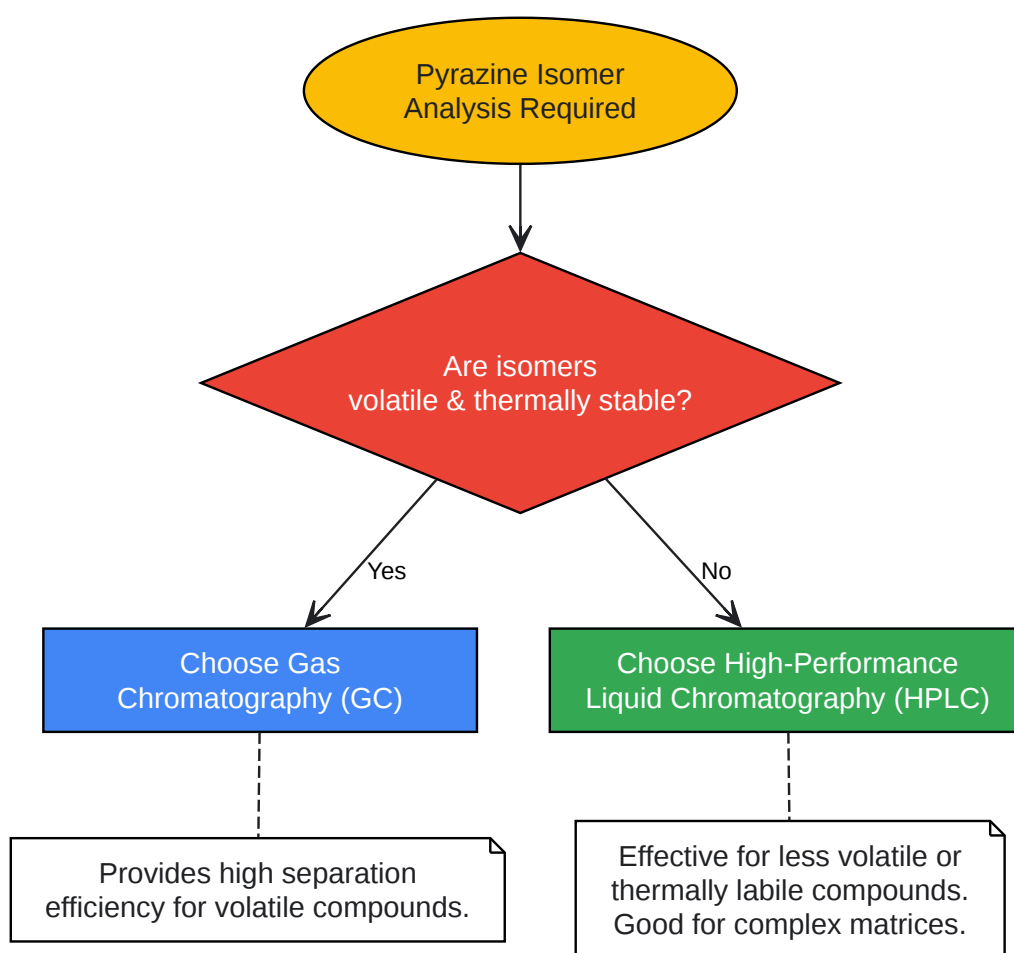 Pyrazine Isomer
Analysis Required
Are isomers
volatile & thermally stable?
Yes
No
Choose Gas
Chromatography (GC)
Choose High-Performance
Liquid Chromatography (HPLC)
Provides high separation
efficiency for volatile compounds.
Effective for less volatile or
thermally labile compounds.
Good for complex matrices.